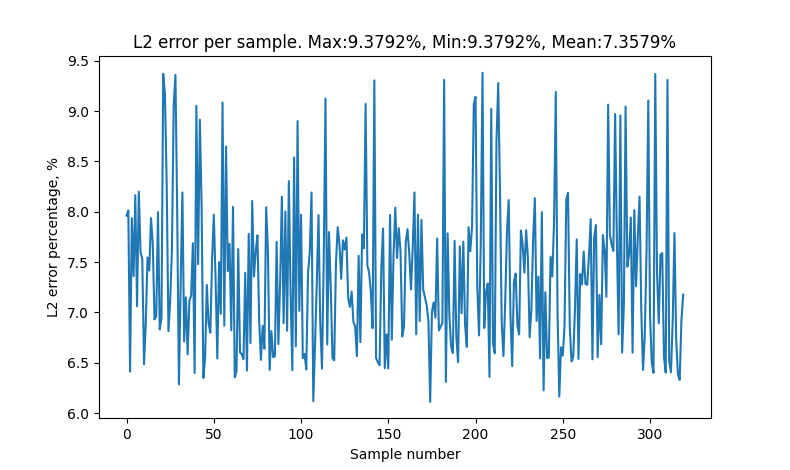 L2 error per sample. Max:9.3792%, Min:9.3792%, Mean:7.3579%
L2 error percentage, %
9.5
9.0
8.5
8.0
7.5
7.0
6.5
6.0
0 50 100 150 200 250 300
Sample number